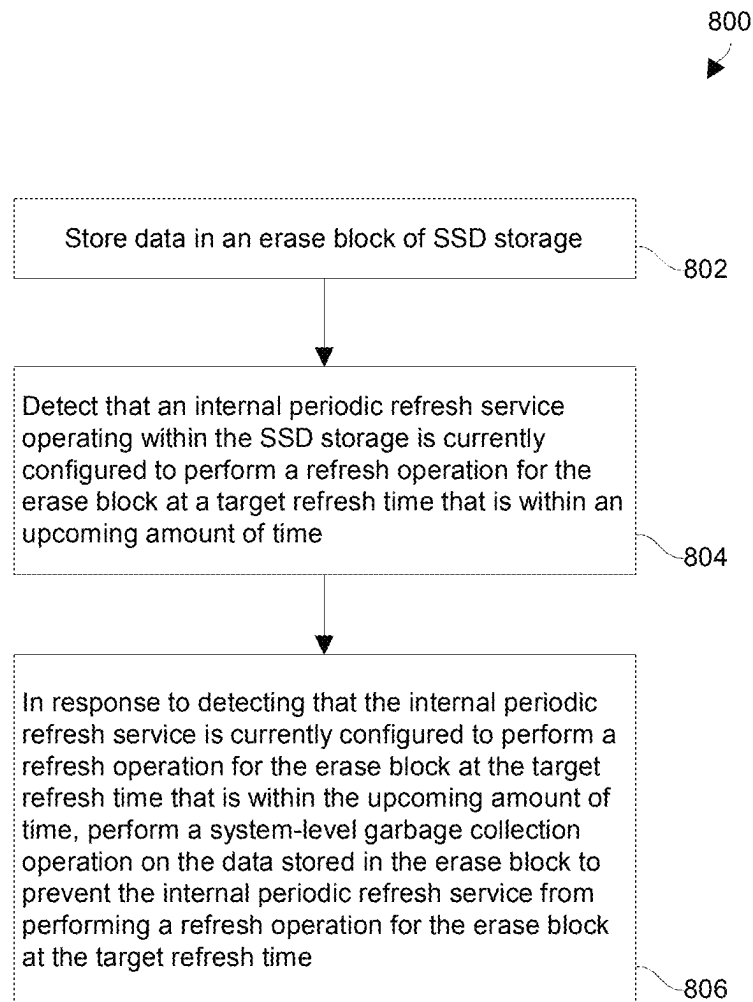 800
Store data in an erase block of SSD storage
802
Detect that an internal periodic refresh service
operating within the SSD storage is currently
configured to perform a refresh operation for the
erase block at a target refresh time that is within an
upcoming amount of time
804
In response to detecting that the internal periodic
refresh service is currently configured to perform a
refresh operation for the erase block at the target
refresh time that is within the upcoming amount of
time, perform a system-level garbage collection
operation on the data stored in the erase block to
prevent the internal periodic refresh service from
performing a refresh operation for the erase block
at the target refresh time
806